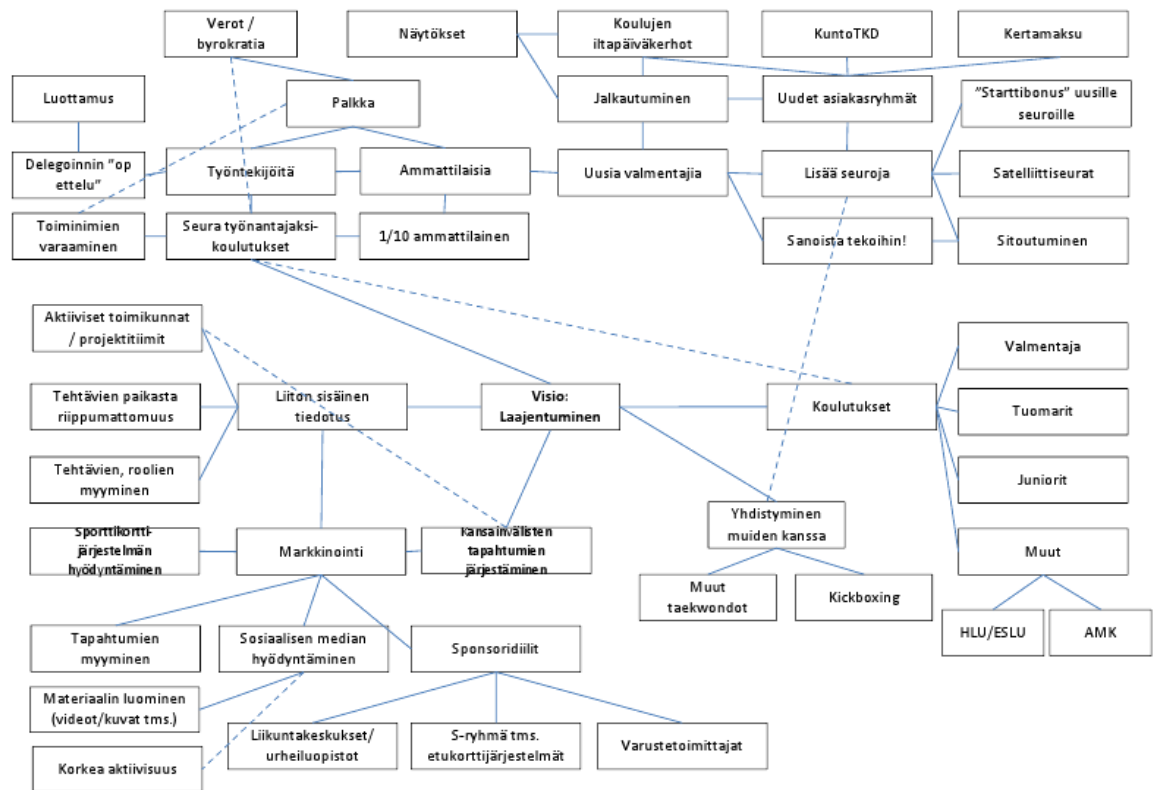 Verot /
byrokratia
Näytökset
Koulujen
iltapäiväkerhot
KuntoTKD
Kertamaksu
Luottamus
Palkka
Jalkautuminen
Uudet asiakasryhmät
”Starttibonus” uusille
seuroille
Delegoinnin ”op
ettelu”
Työntekijöitä
Ammattilaisia
Uusia valmentajia
Lisää seuroja
Satelliittiseurat
Toiminimien
varaaminen
Seura työnantajaksi-
koulutukset
1/10 ammattilainen
Sanoista tekoihin!
Sitoutuminen
Aktiiviset toimikunnat
/ projektitiimit
Valmentaja
Tehtävien paikasta
riippumattomuus
Liiton sisäinen
tiedotus
Visio:
Laajentuminen
Koulutukset
Tuomarit
Tehtävien, roolien
myyminen
Juniorit
Sporttikortti-
järjestelmän
hyödyntäminen
Markkinointi
Kansainvälisten
tapahtumien
järjestäminen
Yhdistyminen
muiden kanssa
Muut
Muut
taekwondot
Kickboxing
HLU/ESLU
AMK
Tapahtumien
myyminen
Sosiaalisen median
hyödyntäminen
Sponsoridiilit
Materiaalin luominen
(videot/kuvat tms.)
Liikuntakeskukset/
urheiluopistot
S-ryhmä tms.
etukorttijärjestelmät
Varustetoimittajat
Korkea aktiivisuus